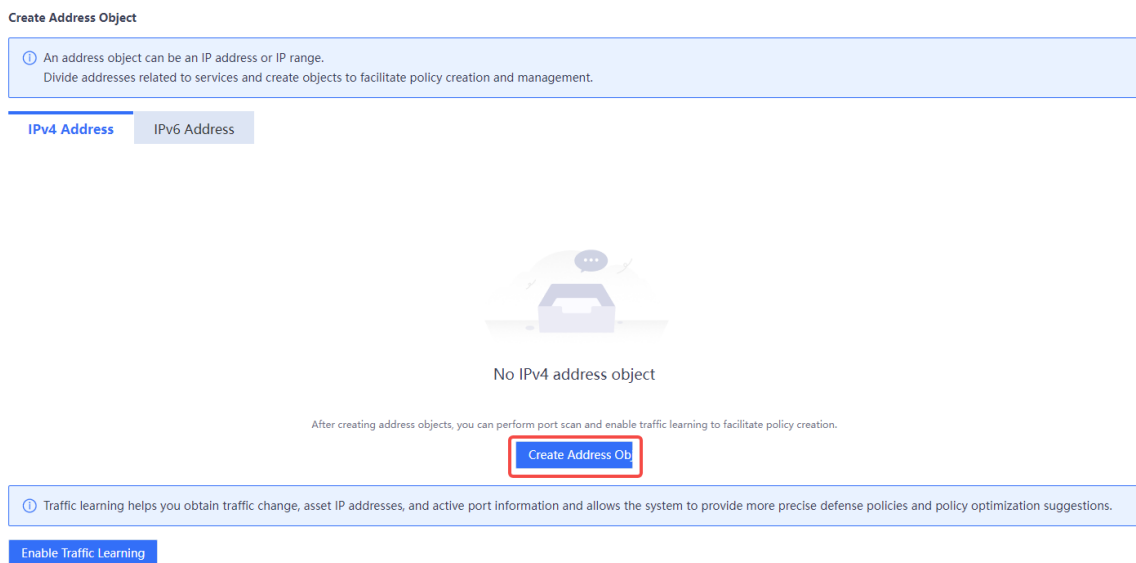 Create Address Object
An address object can be an IP address or IP range.
Divide addresses related to services and create objects to facilitate policy creation and management.
IPv4 Address
IPv6 Address
No IPv4 address object
After creating address objects, you can perform port scan and enable traffic learning to facilitate policy creation.
Create Address Ob
Traffic learning helps you obtain traffic change, asset IP addresses, and active port information and allows the system to provide more precise defense policies and policy optimization suggestions.
Enable Traffic Learning